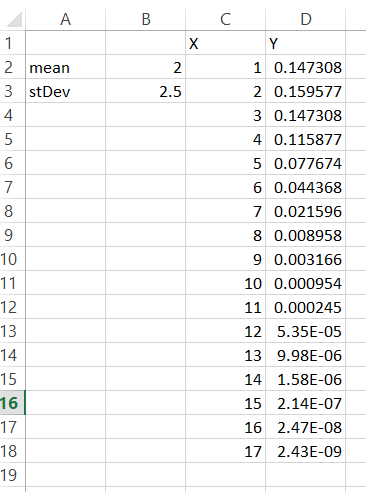 A B C D
1 X Y
2 mean 2 1 0.147308
3 stDev 2.5 2 0.159577
4 3 0.147308
5 4 0.115877
6 5 0.077674
7 6 0.044368
8 7 0.021596
9 8 0.008958
10 9 0.003166
11 10 0.000954
12 11 0.000245
13 12 5.35E-05
14 13 9.98E-06
15 14 1.58E-06
16 15 2.14E-07
17 16 2.47E-08
18 17 2.43E-09
19